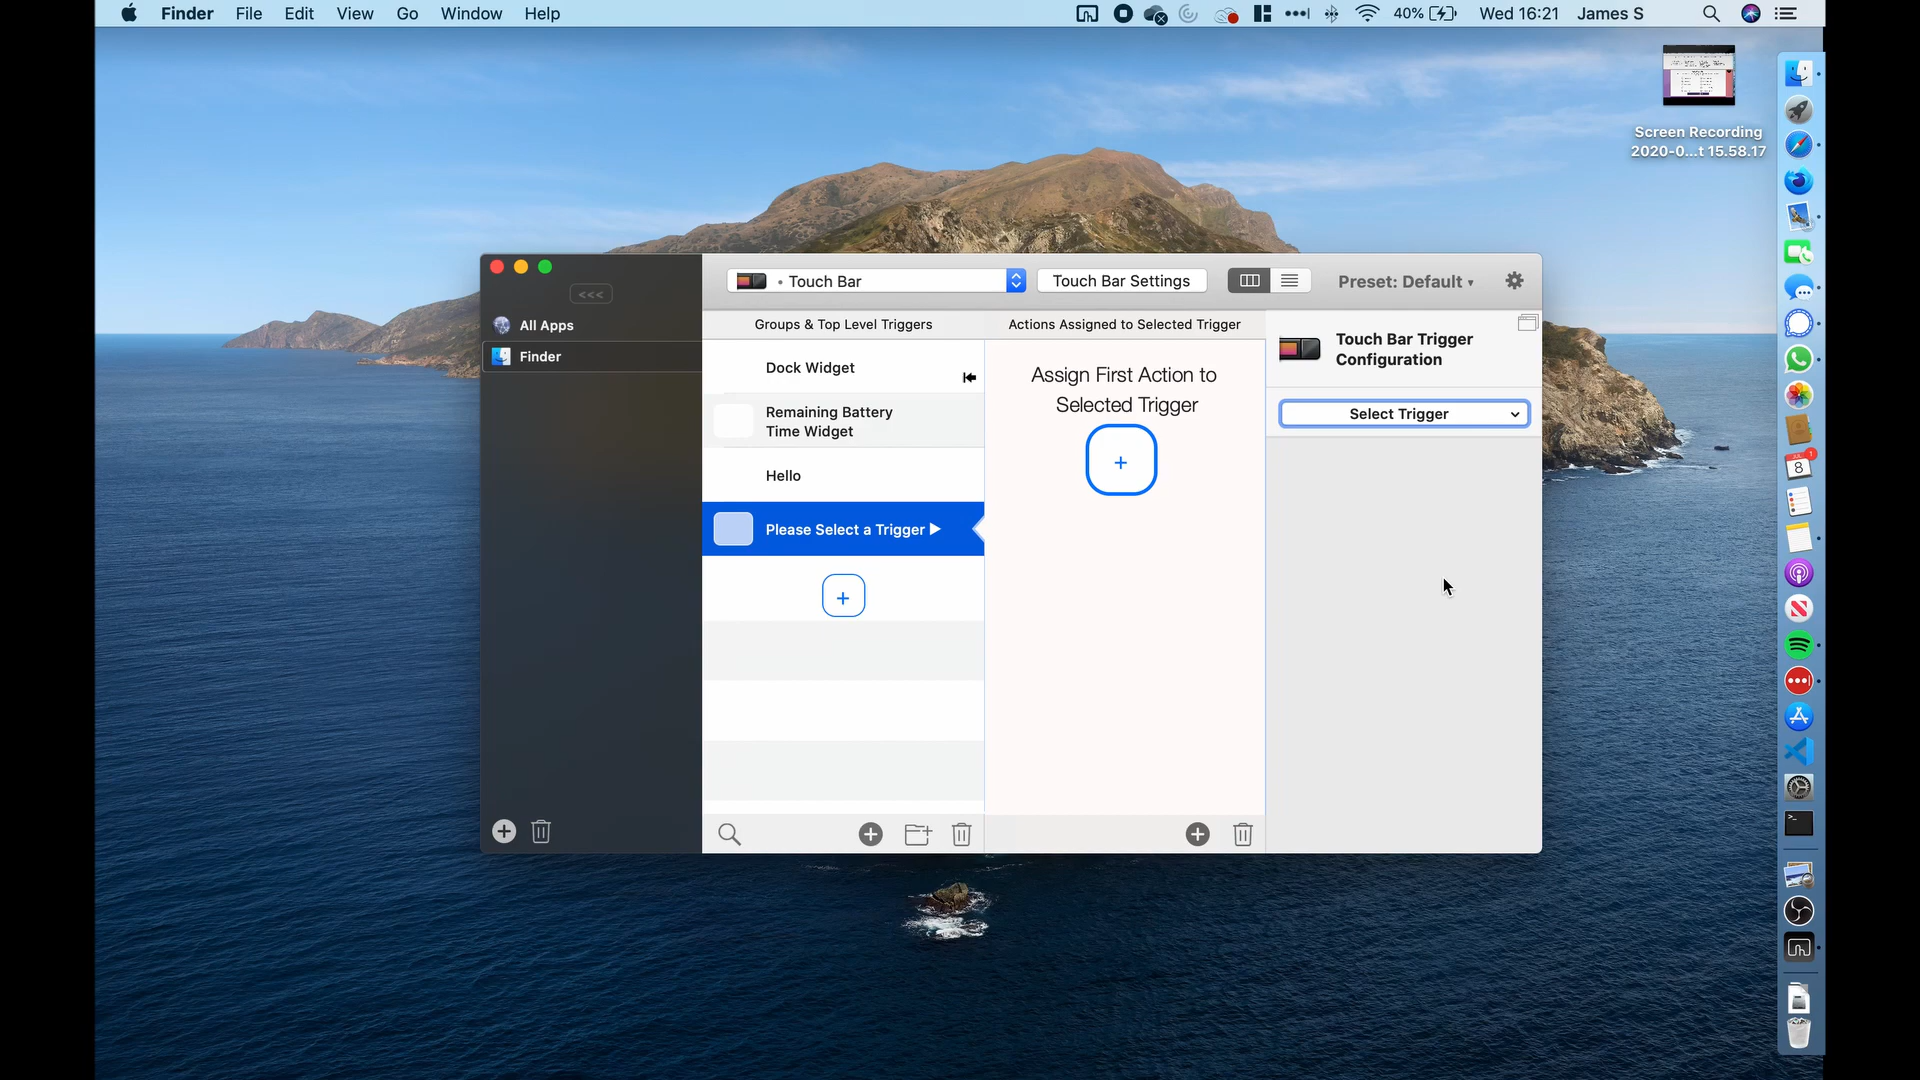 Finder File Edit View Go Window Help
40% Wed 16:21 James S
Screen Recording
2020-0...t 15.58.17
<<<
All Apps
Finder
• Touch Bar
Touch Bar Settings
Preset: Default
Groups & Top Level Triggers
Dock Widget
Remaining Battery
Time Widget
Hello
Please Select a Trigger
+
Actions Assigned to Selected Trigger
Assign First Action to
Selected Trigger
+
Touch Bar Trigger
Configuration
Select Trigger
JUL
8
1